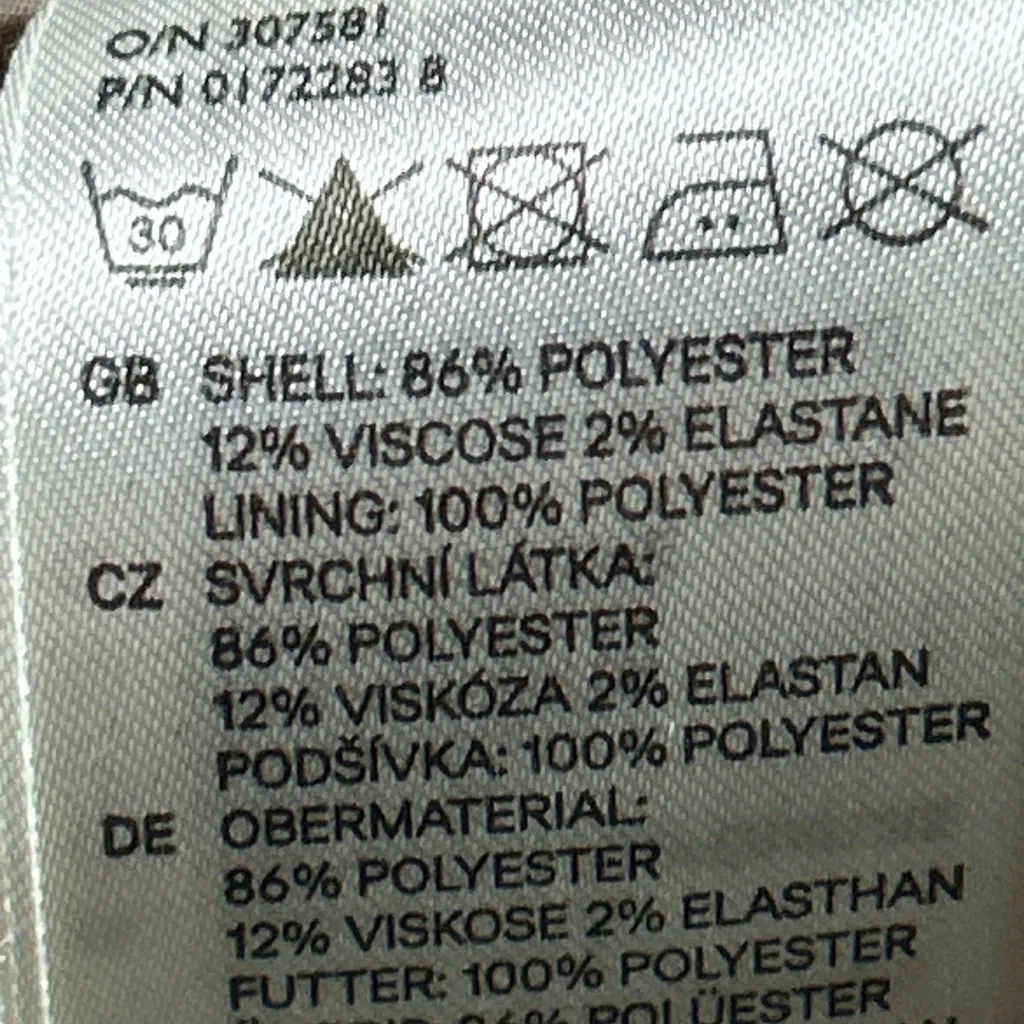 O/N 307581
P/N 0172283 8
30
GB SHELL: 86% POLYESTER
12% VISCOSE 2% ELASTANE
LINING: 100% POLYESTER
CZ SVRCHNÍ LÁTKA:
86% POLYESTER
12% VISKÓZA 2% ELASTAN
PODŠÍVKA: 100% POLYESTER
DE OBERMATERIAL:
86% POLYESTER
12% VISKOSE 2% ELASTHAN
FUTTER: 100% POLYESTER
86% POLÜESTER